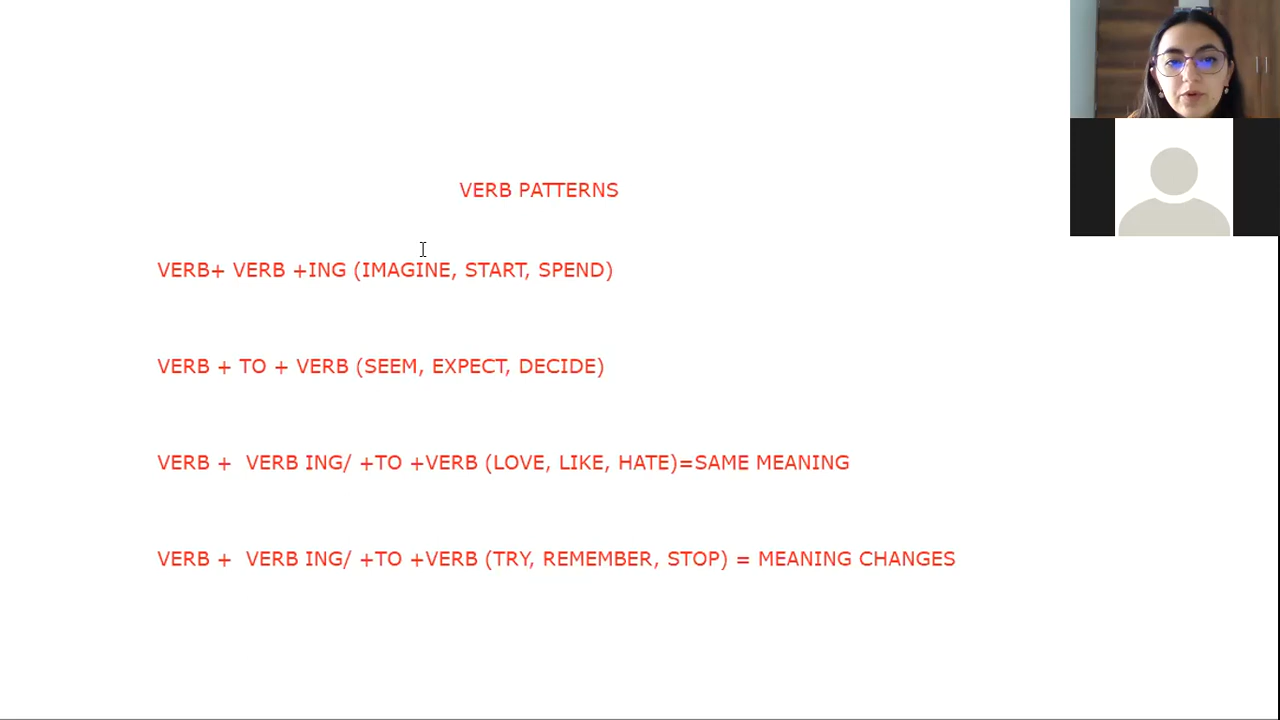 VERB PATTERNS
VERB+ VERB +ING (IMAGINE, START, SPEND)
VERB + TO + VERB (SEEM, EXPECT, DECIDE)
VERB +  VERB ING/ +TO +VERB (LOVE, LIKE, HATE)=SAME MEANING
VERB +  VERB ING/ +TO +VERB (TRY, REMEMBER, STOP) = MEANING CHANGES